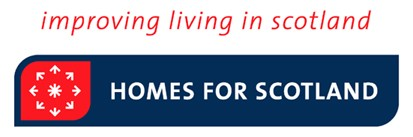 improving living in scotland
HOMES FOR SCOTLAND